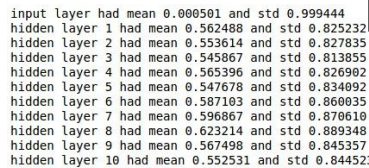 input layer had mean 0.000501 and std 0.999444
hidden layer 1 had mean 0.562488 and std 0.825232
hidden layer 2 had mean 0.553614 and std 0.827835
hidden layer 3 had mean 0.545867 and std 0.813855
hidden layer 4 had mean 0.565396 and std 0.826902
hidden layer 5 had mean 0.547678 and std 0.834092
hidden layer 6 had mean 0.587103 and std 0.860035
hidden layer 7 had mean 0.596867 and std 0.870610
hidden layer 8 had mean 0.623214 and std 0.889348
hidden layer 9 had mean 0.567498 and std 0.845357
hidden layer 10 had mean 0.552531 and std 0.844523